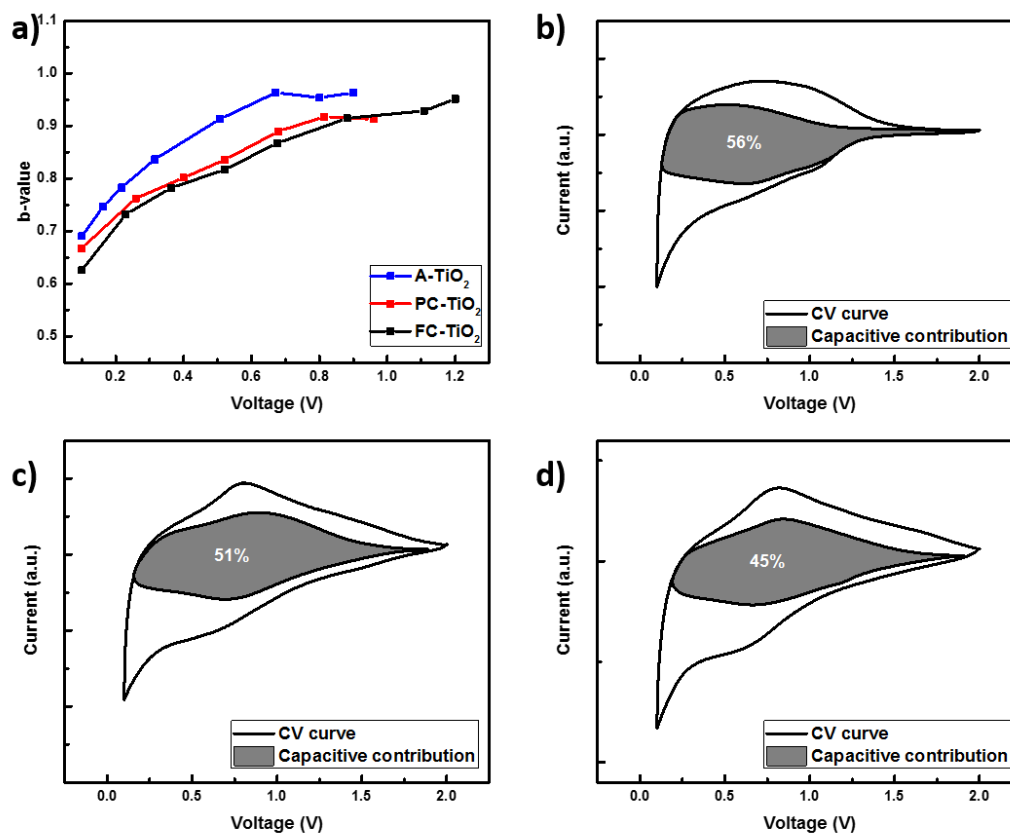 a)
1.1
1.0
0.9
0.8
0.7
0.6
0.5
b-value
A-TiO2
PC-TiO2
FC-TiO2
0.2 0.4 0.6 0.8 1.0 1.2
Voltage (V)
b)
Current (a.u.)
56%
CV curve
Capacitive contribution
0.0 0.5 1.0 1.5 2.0
Voltage (V)
c)
Current (a.u.)
51%
CV curve
Capacitive contribution
0.0 0.5 1.0 1.5 2.0
Voltage (V)
d)
Current (a.u.)
45%
CV curve
Capacitive contribution
0.0 0.5 1.0 1.5 2.0
Voltage (V)